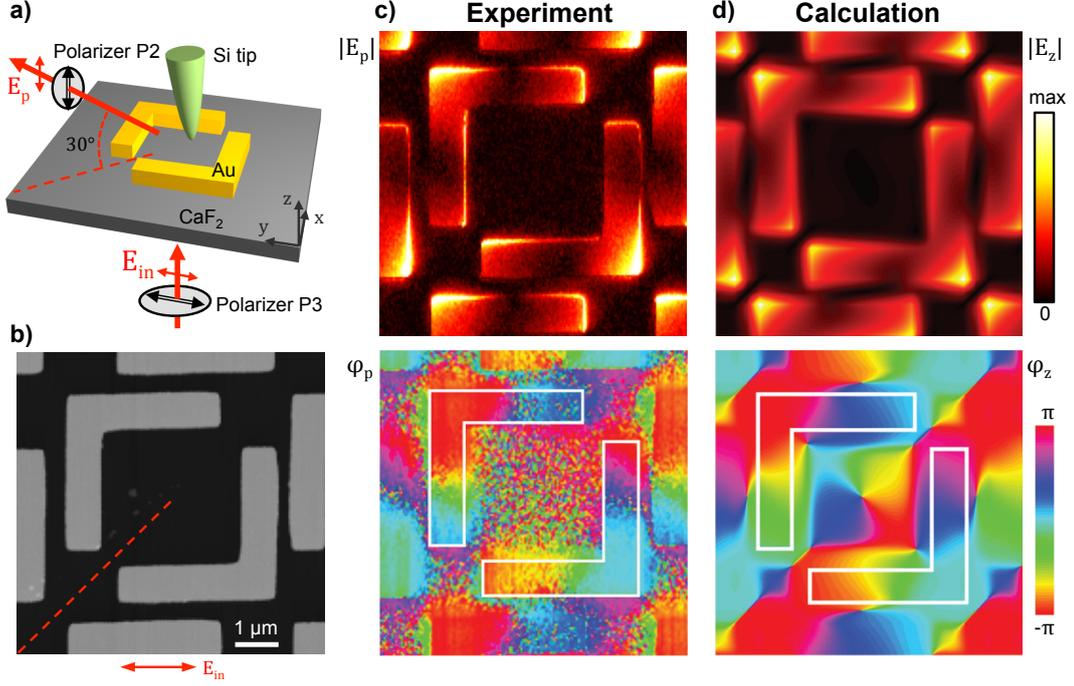 a)
Polarizer P2
Si tip
E_p
30°
Au
CaF₂
z
x
y
E_in
Polarizer P3
b)
1 µm
E_in
c)
Experiment
|E_p|
φ_p
d)
Calculation
|E_z|
max
0
φ_z
π
-π